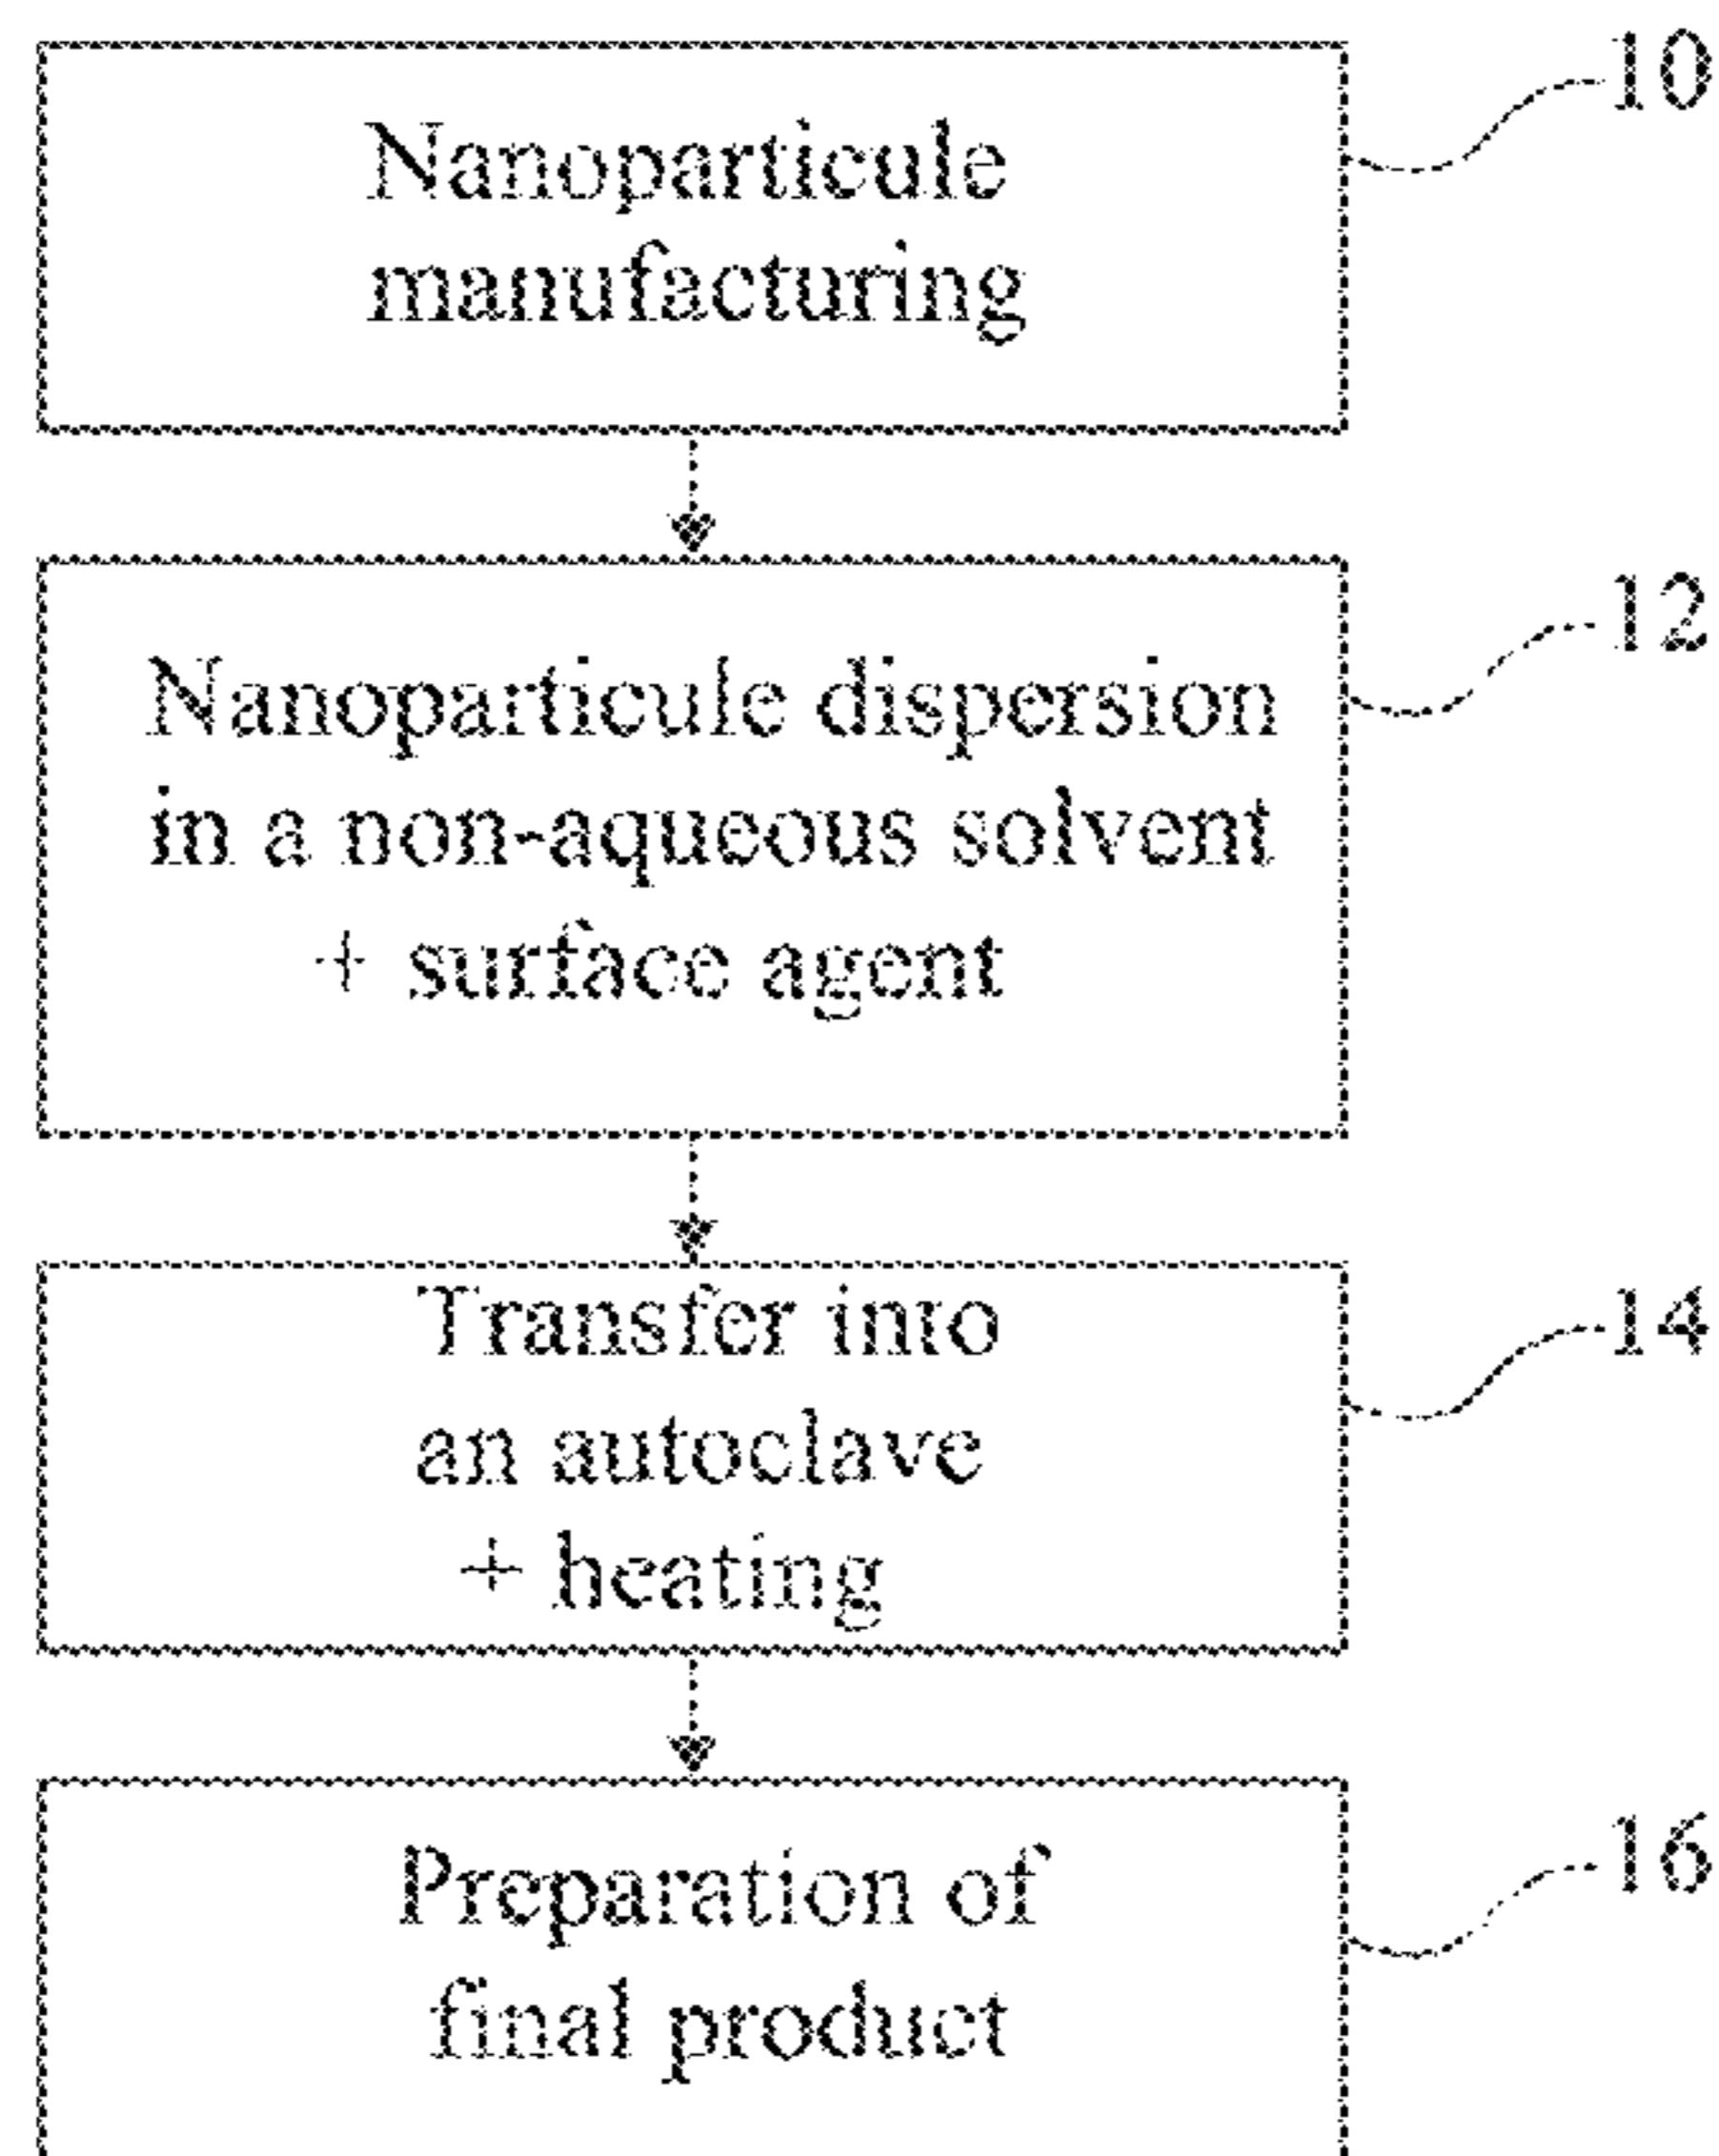 10
Nanoparticule
manufacturing
12
Nanoparticule dispersion
in a non-aqueous solvent
+ surface agent
14
Transfer into
an autoclave
+ heating
16
Preparation of
final product